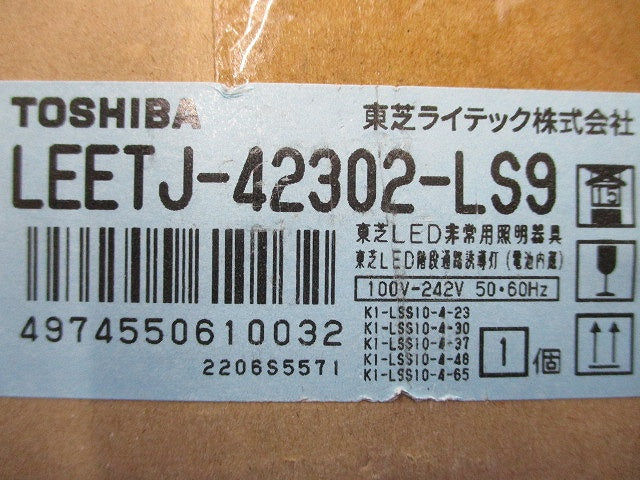 TOSHIBA 東芝ライテック株式会社
LEETJ-42302-LS9
15
東芝LED非常用照明器具
東芝LED階段通路誘導灯(電池内蔵)
100V-242V 50・60Hz
4974550610032
2206S5571
K1-LSS10-4-23
K1-LSS10-4-30
K1-LSS10-4-37
K1-LSS10-4-48
K1-LSS10-4-65
1個